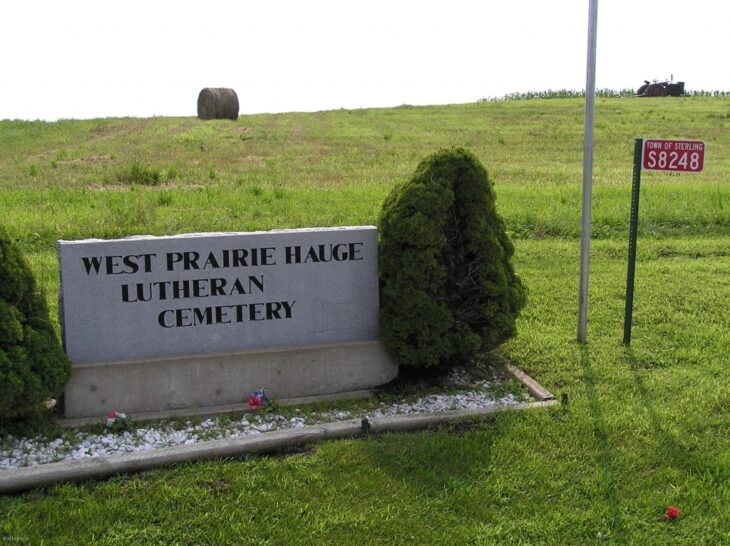 WEST PRAIRIE HAUGE
LUTHERAN
CEMETERY
TOWN OF STERLING
S8248